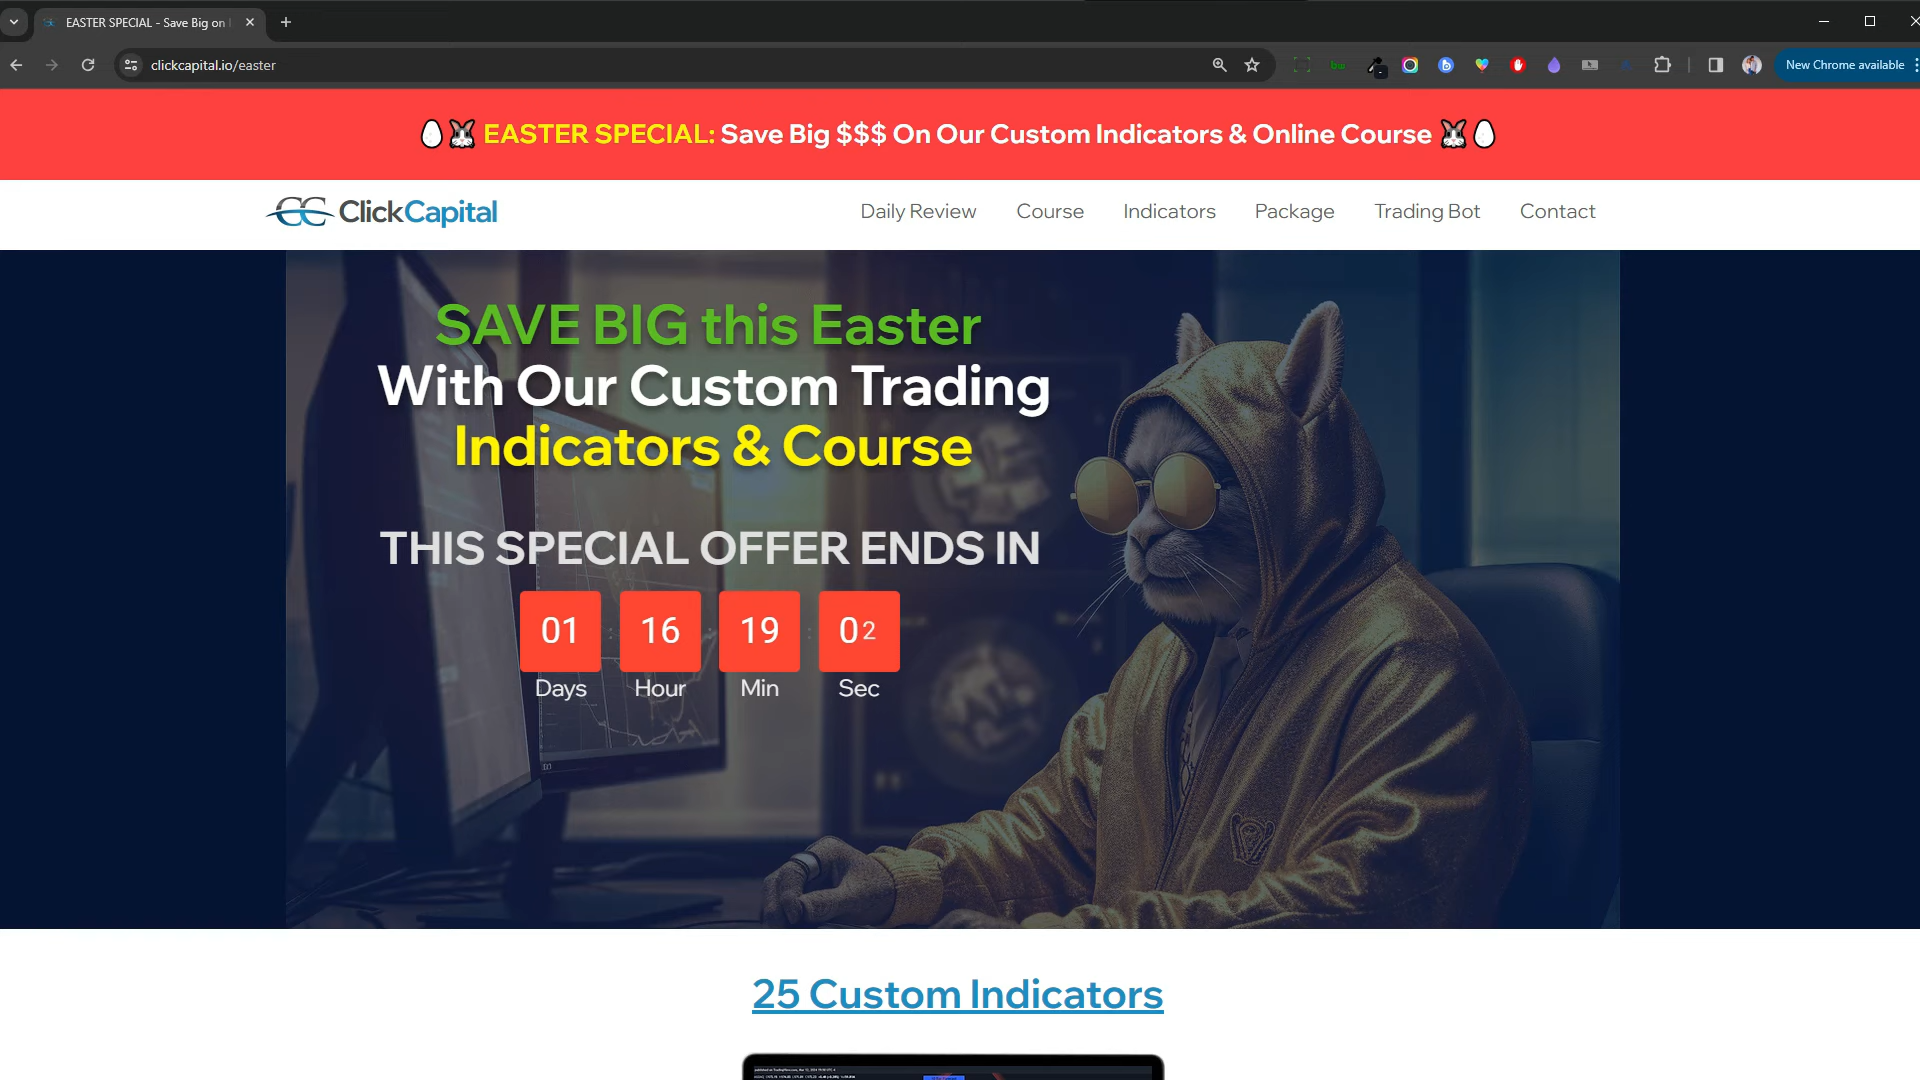 EASTER SPECIAL - Save Big on
clickcapital.io/easter
New Chrome available
EASTER SPECIAL: Save Big $$$ On Our Custom Indicators & Online Course
ClickCapital
Daily Review
Course
Indicators
Package
Trading Bot
Contact
SAVE BIG this Easter
With Our Custom Trading
Indicators & Course
THIS SPECIAL OFFER ENDS IN
01 : 16 : 19 : 02
Days Hour Min Sec
25 Custom Indicators